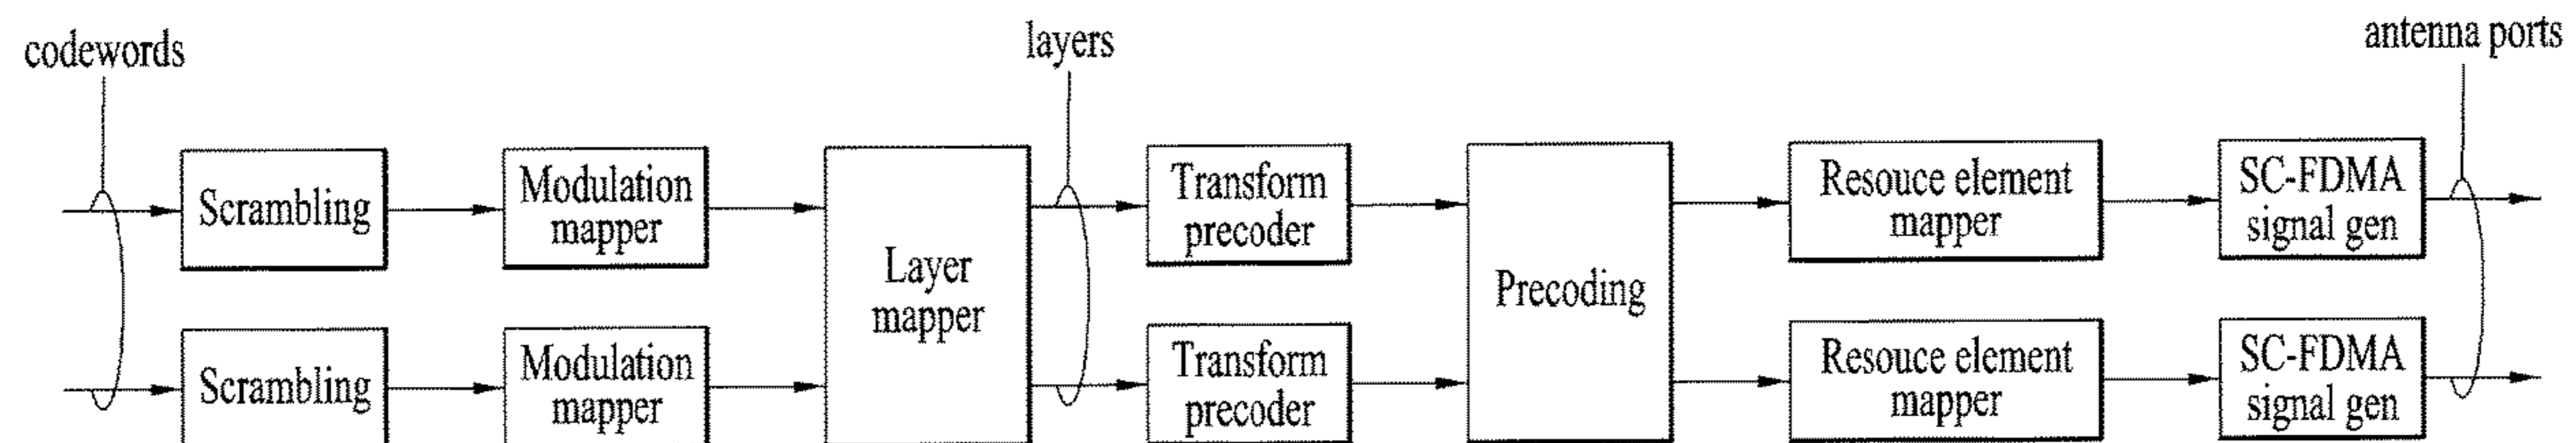 codewords
layers
antenna ports
Scrambling
Modulation
mapper
Layer
mapper
Transform
precoder
Precoding
Resouce element
mapper
SC-FDMA
signal gen
Scrambling
Modulation
mapper
Transform
precoder
Resouce element
mapper
SC-FDMA
signal gen